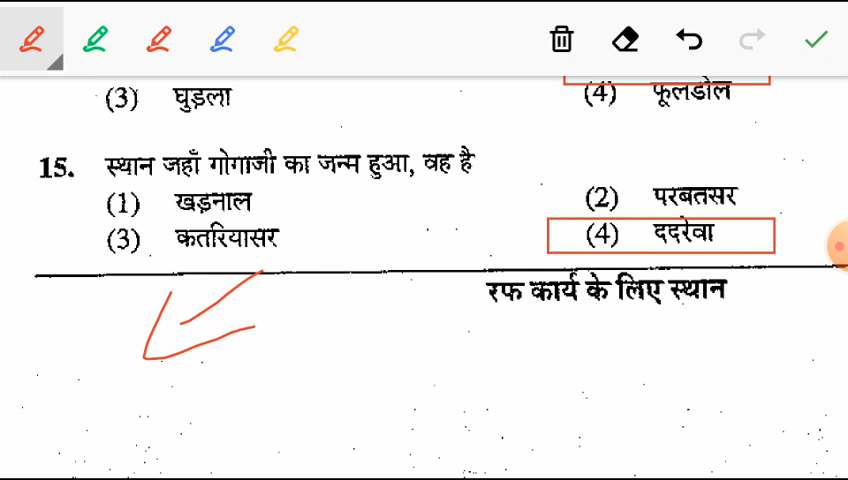 (3) घुड़ला (4) फूलडोल
15. स्थान जहाँ गोगाजी का जन्म हुआ, वह है
(1) खड़नाल (2) परबतसर
(3) कतरियासर (4) ददरेवा
रफ कार्य के लिए स्थान